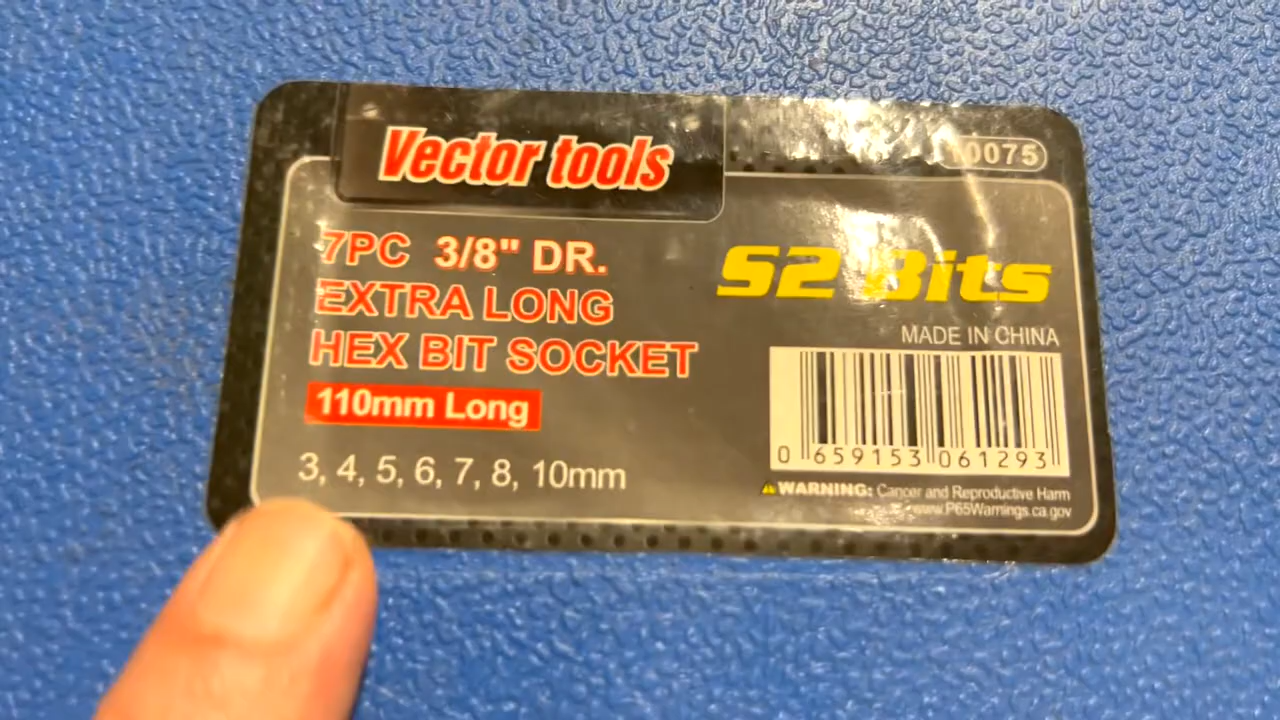 Vector tools
7PC 3/8" DR.
EXTRA LONG
HEX BIT SOCKET
110mm Long
3, 4, 5, 6, 7, 8, 10mm
S2 Bits
MADE IN CHINA
0 659153 061293
WARNING: Cancer and Reproductive Harm
www.P65Warnings.ca.gov